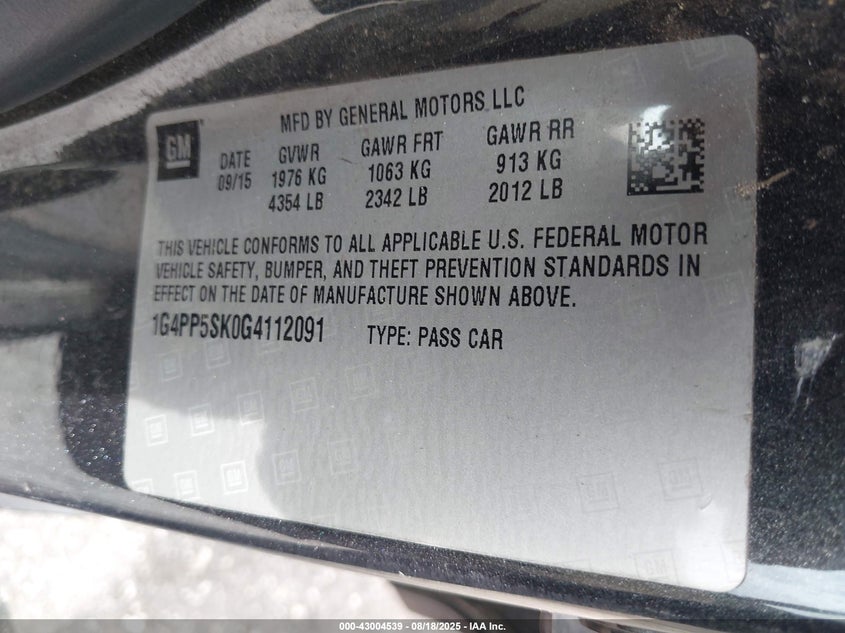 MFD BY GENERAL MOTORS LLC
GM
DATE GVWR GAWR FRT GAWR RR
09/15 1976 KG 1063 KG 913 KG
4354 LB 2342 LB 2012 LB
THIS VEHICLE CONFORMS TO ALL APPLICABLE U.S. FEDERAL MOTOR
VEHICLE SAFETY, BUMPER, AND THEFT PREVENTION STANDARDS IN
EFFECT ON THE DATE OF MANUFACTURE SHOWN ABOVE.
1G4PP5SK0G4112091 TYPE: PASS CAR
000-43004539 - 08/18/2025 - © IAA Inc.